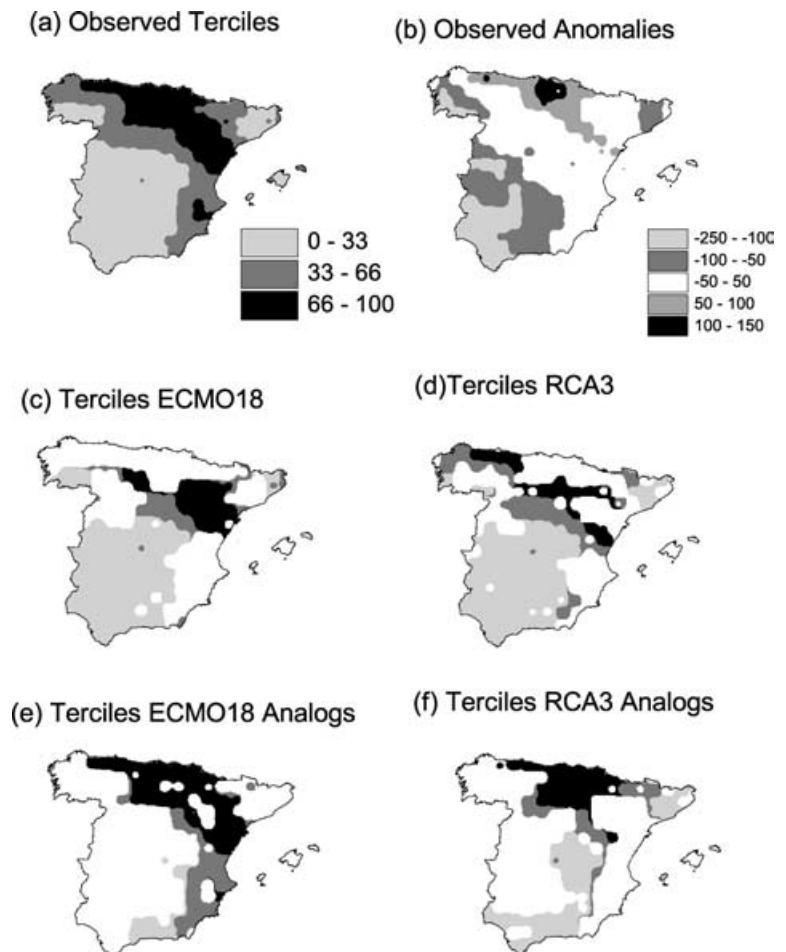 (a) Observed Terciles
(b) Observed Anomalies
0 - 33
33 - 66
66 - 100
-250 - -100
-100 - -50
-50 - 50
50 - 100
100 - 150
(c) Terciles ECMO18
(d)Terciles RCA3
(e) Terciles ECMO18 Analogs
(f) Terciles RCA3 Analogs